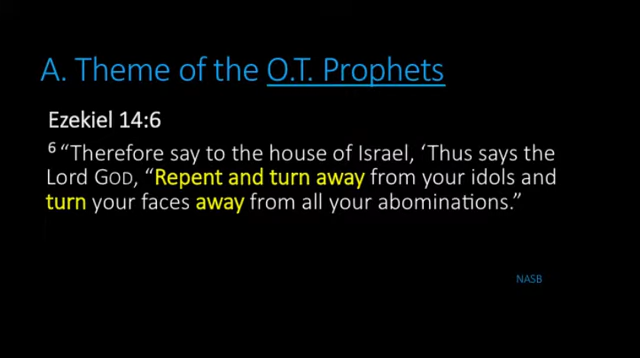 A. Theme of the O.T. Prophets
Ezekiel 14:6
6 “Therefore say to the house of Israel, ‘Thus says the
Lord GOD, “Repent and turn away from your idols and
turn your faces away from all your abominations.”
NASB